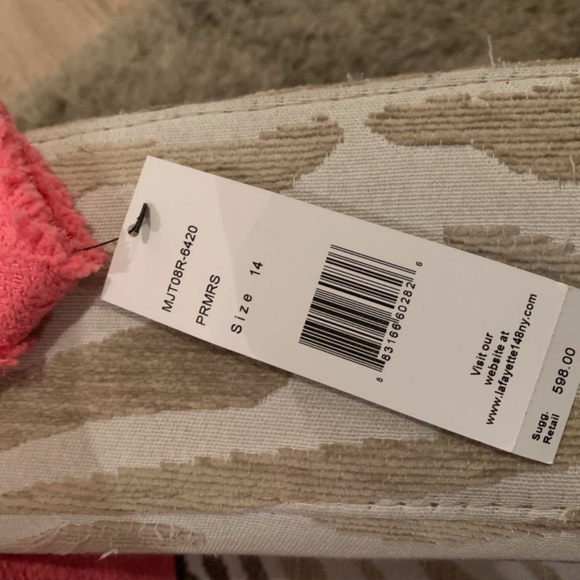 MJT08R-6420
PRMRS
Size 14
8 83166 60282 6
Visit our
website at
www.lafayette148ny.com
Sugg.
Retail 598.00